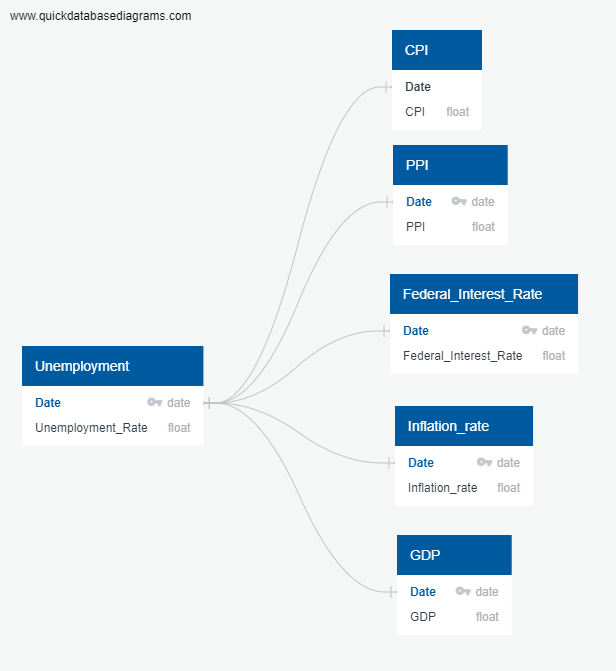 www.quickdatabasediagrams.com
CPI
Date
CPI float
PPI
Date date
PPI float
Federal_Interest_Rate
Date date
Federal_Interest_Rate float
Unemployment
Date date
Unemployment_Rate float
Inflation_rate
Date date
Inflation_rate float
GDP
Date date
GDP float